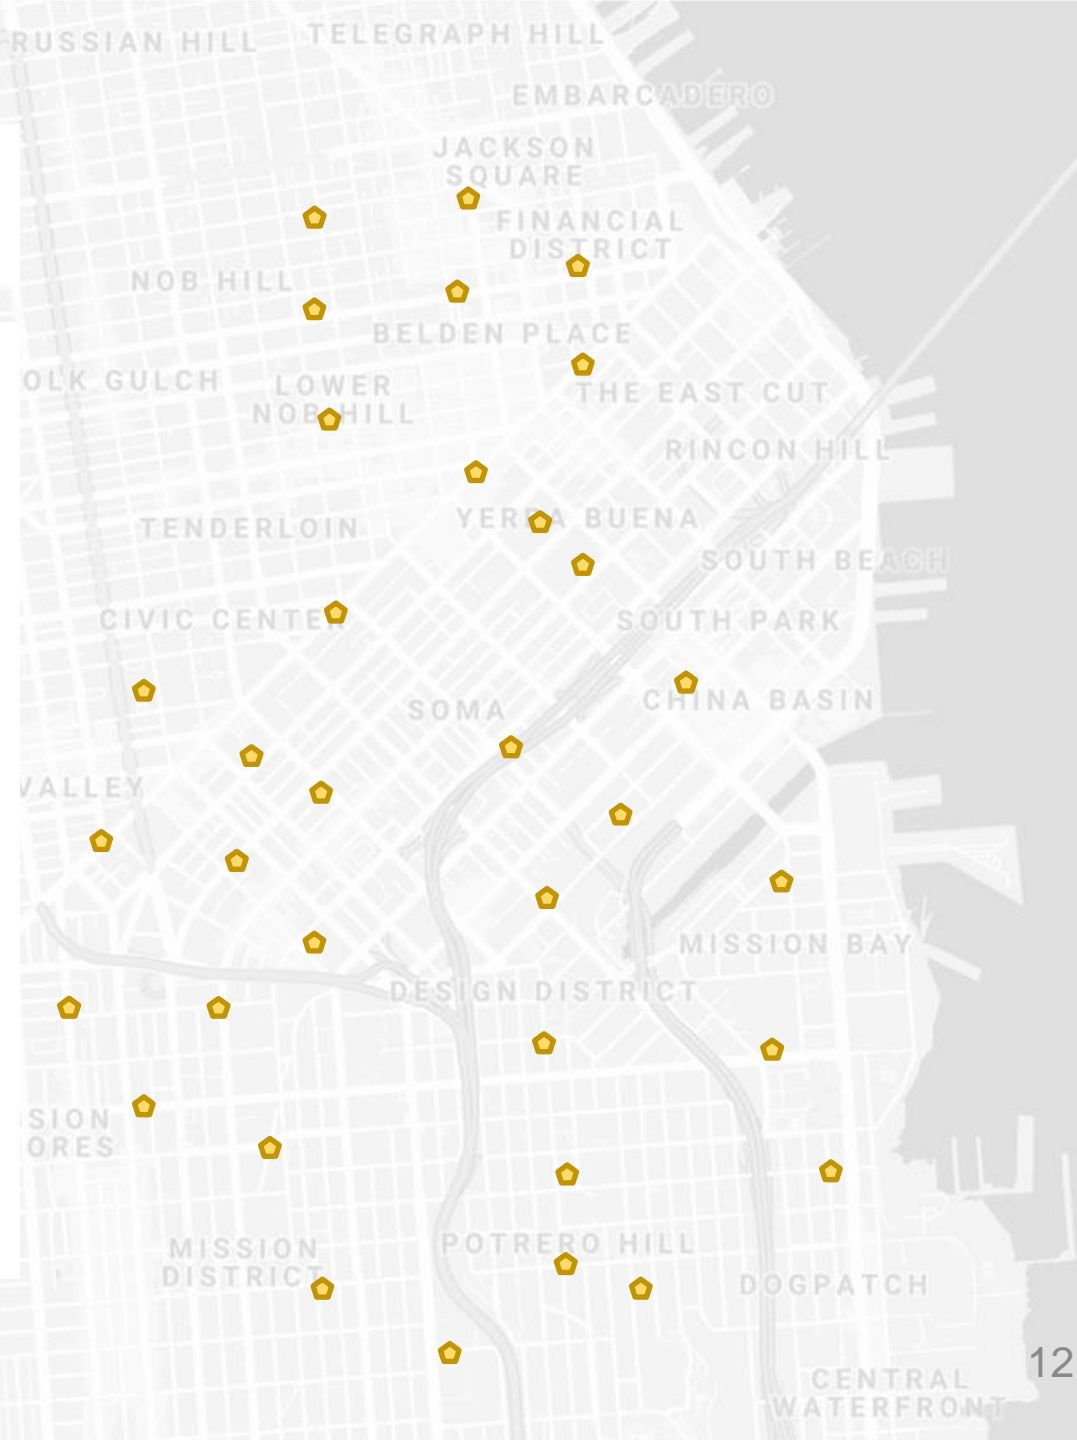 RUSSIAN HILL
TELEGRAPH HILL
EMBARCADERO
JACKSON
SQUARE
FINANCIAL
DISTRICT
NOB HILL
BELDEN PLACE
OLK GULCH
LOWER
NOB HILL
THE EAST CUT
RINCON HILL
YERBA BUENA
TENDERLOIN
SOUTH BEACH
CIVIC CENTER
SOUTH PARK
CHINA BASIN
SOMA
VALLEY
MISSION BAY
DESIGN DISTRICT
SION
ORES
MISSION
DISTRICT
POTRERO HILL
DOGPATCH
12
CENTRAL
WATERFRONT